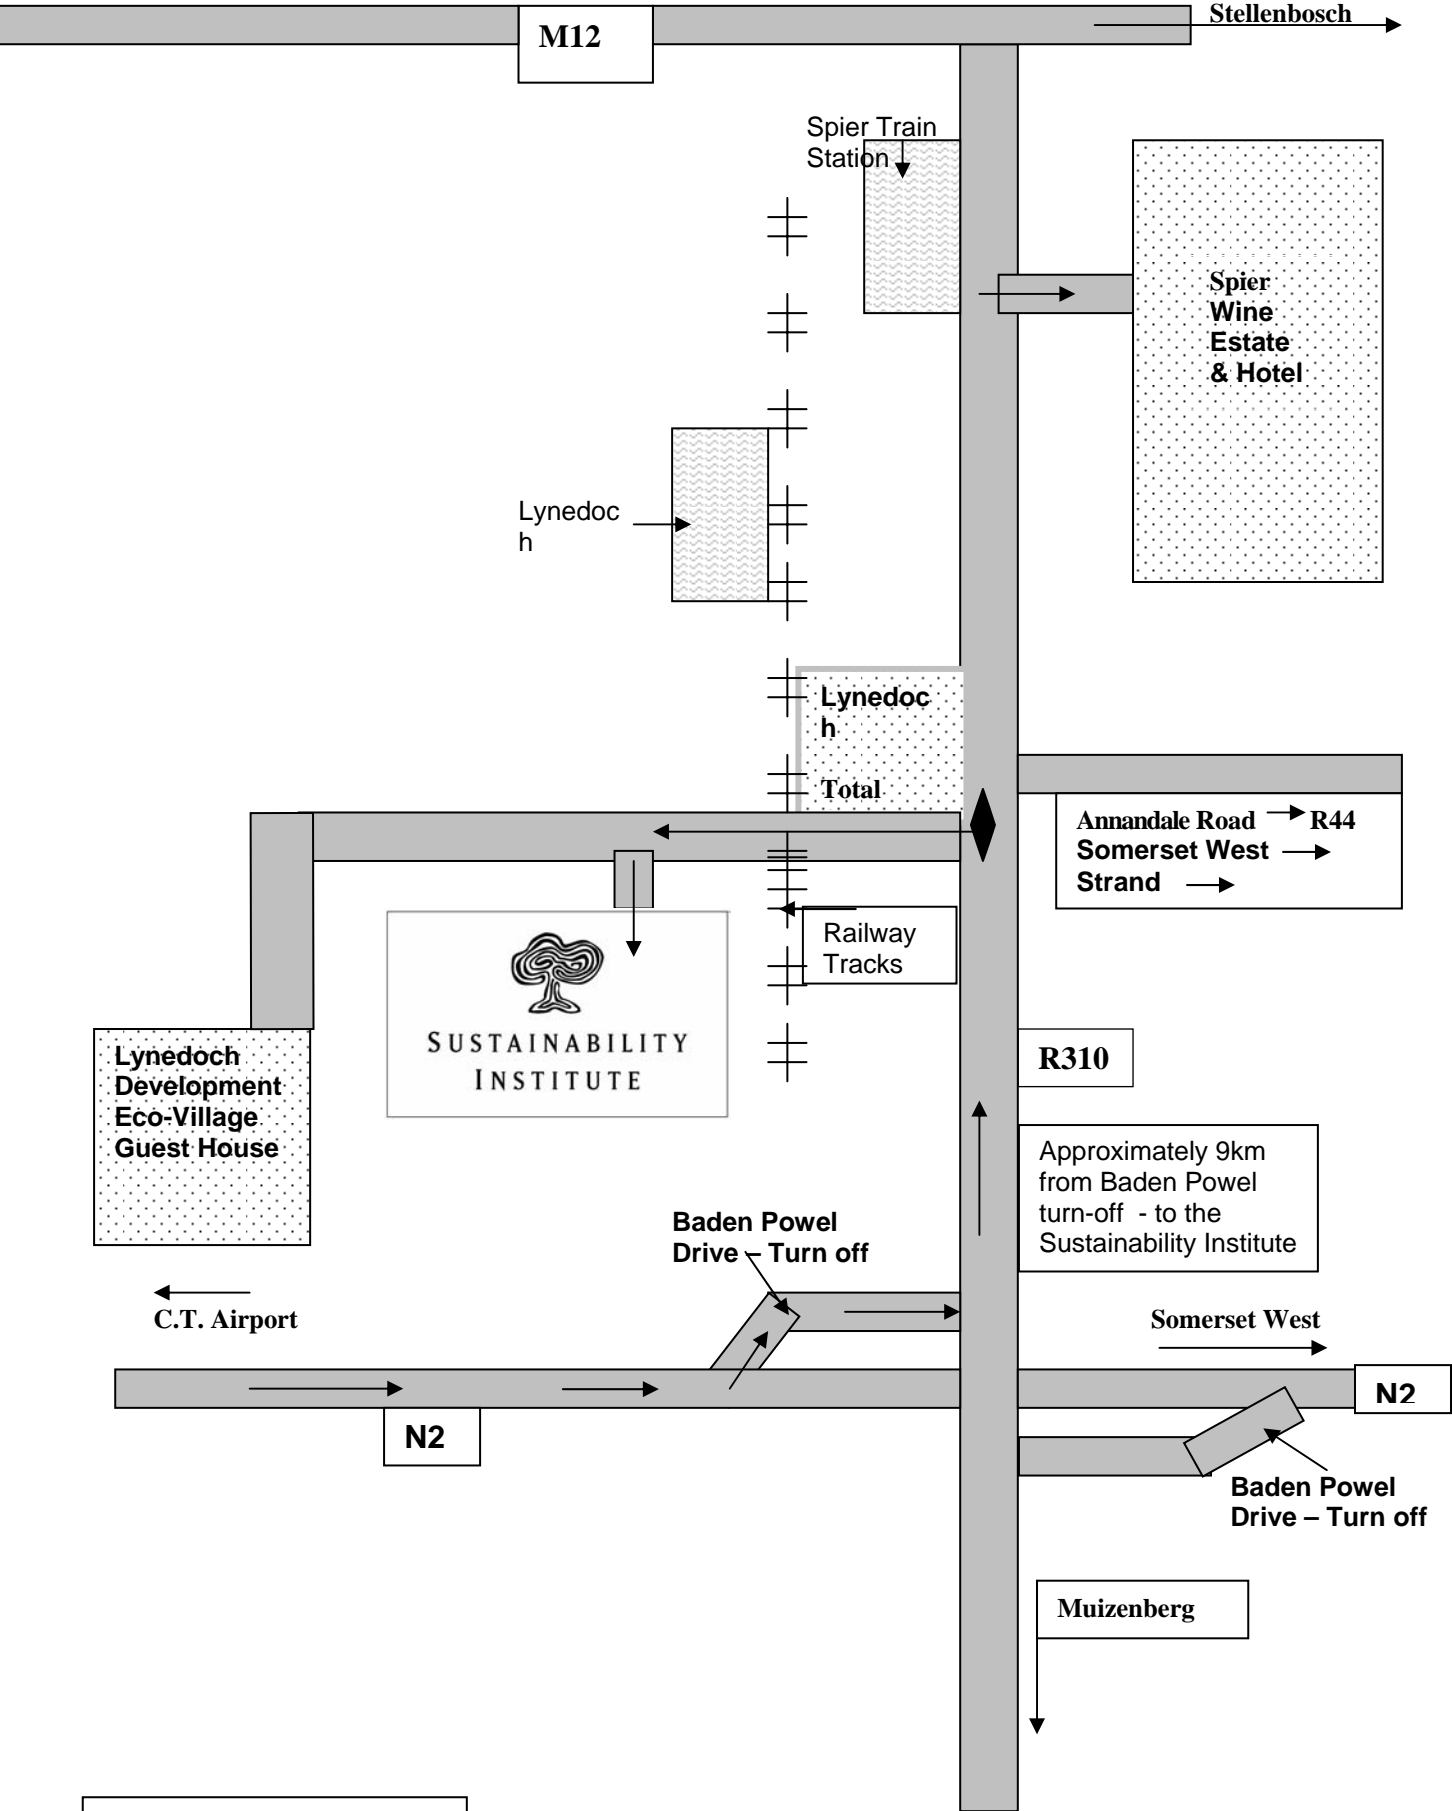 Stellenbosch
M12
Spier Train
Station
Spier
Wine
Estate
& Hotel
Lynedoc
h
Lynedoc
h
Total
Annandale Road R44
Somerset West
Strand
Railway
Tracks
SUSTAINABILITY
INSTITUTE
R310
Lynedoch
Development
Eco-Village
Guest House
Approximately 9km
from Baden Powel
turn-off - to the
Sustainability Institute
Baden Powel
Drive – Turn off
C.T. Airport
Somerset West
N2
N2
Baden Powel
Drive – Turn off
Muizenberg